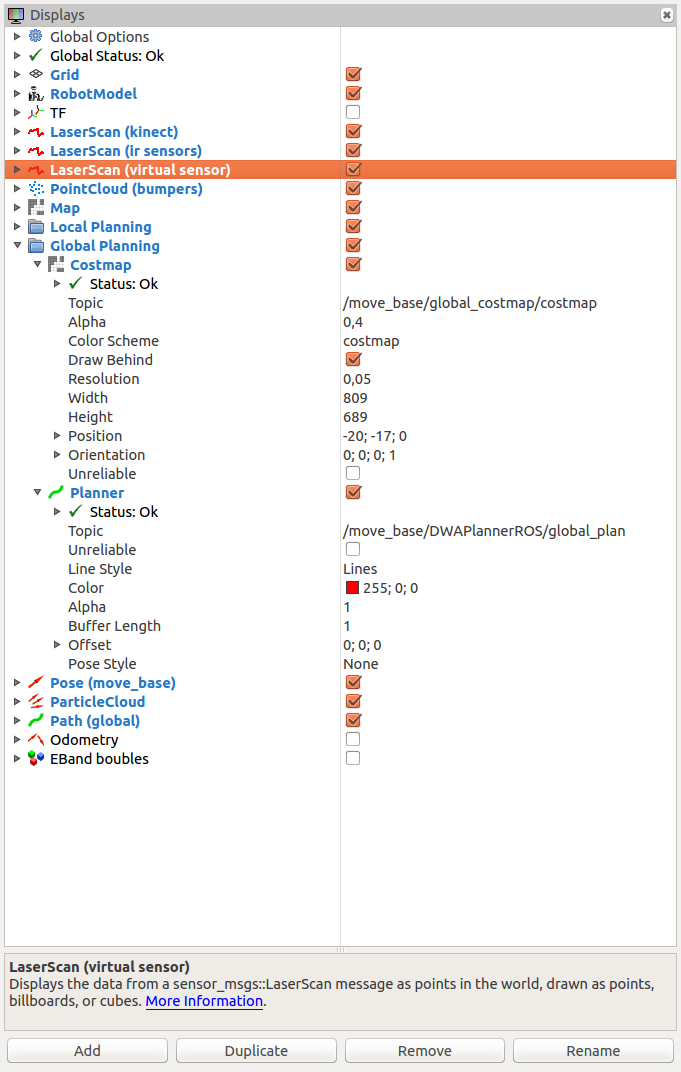 Displays
Global Options
Global Status: Ok
Grid
RobotModel
TF
LaserScan (kinect)
LaserScan (ir sensors)
LaserScan (virtual sensor)
PointCloud (bumpers)
Map
Local Planning
Global Planning
Costmap
Status: Ok
Topic /move_base/global_costmap/costmap
Alpha 0,4
Color Scheme costmap
Draw Behind
Resolution 0,05
Width 809
Height 689
Position -20; -17; 0
Orientation 0; 0; 0; 1
Unreliable
Planner
Status: Ok
Topic /move_base/DWAPlannerROS/global_plan
Unreliable
Line Style Lines
Color 255; 0; 0
Alpha 1
Buffer Length 1
Offset 0; 0; 0
Pose Style None
Pose (move_base)
ParticleCloud
Path (global)
Odometry
EBand boubles
LaserScan (virtual sensor)
Displays the data from a sensor_msgs::LaserScan message as points in the world, drawn as points,
billboards, or cubes. More Information.
Add Duplicate Remove Rename